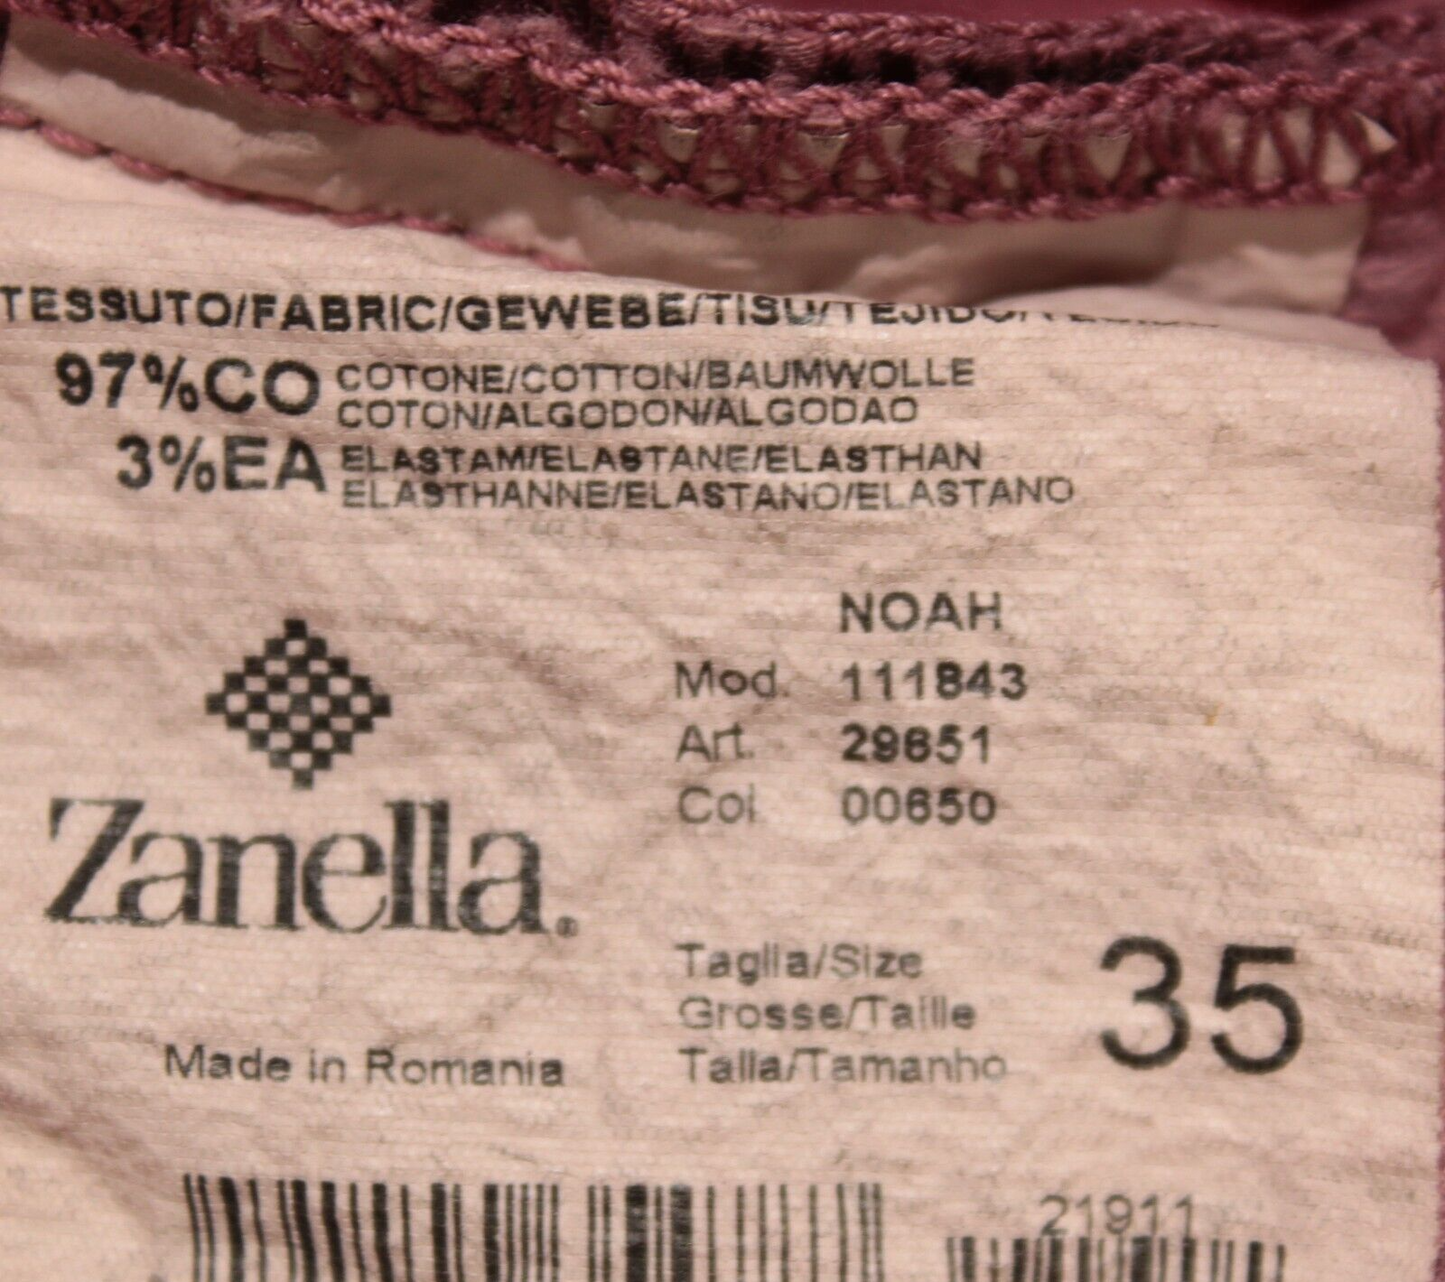 TESSUTO/FABRIC/GEWEBE/TISU/TEJIDO/
97%CO COTONE/COTTON/BAUMWOLLE
COTON/ALGODON/ALGODAO
3%EA ELASTAM/ELASTANE/ELASTHAN
ELASTHANNE/ELASTANO/ELASTANO
NOAH
Mod. 111843
Art. 29651
Col 00650
Zanella®
Taglia/Size
Grosse/Taille
Talla/Tamanho
35
Made in Romania
21911